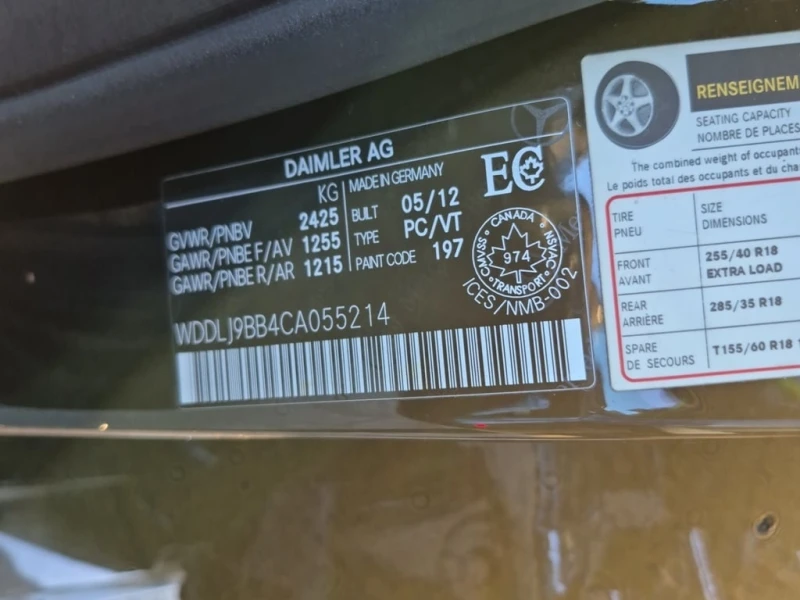 DAIMLER AG
KG
MADE IN GERMANY
EC
GVWR/PNBV 2425
BUILT 05/12
GAWR/PNBE F/AV 1255
TYPE PC/VT
GAWR/PNBE R/AR 1215
PAINT CODE 197
CANADA
CMVSS 974 NSVAC
TRANSPORT
ICES/NMB-002
WDDLJ9BB4CA055214
RENSEIGNEM
SEATING CAPACITY
NOMBRE DE PLACES
The combined weight of occupants
Le poids total des occupants et du cha
TIRE SIZE
PNEU DIMENSIONS
FRONT 255/40 R18
AVANT EXTRA LOAD
REAR 285/35 R18
ARRIÈRE
SPARE T155/60 R18
DE SECOURS